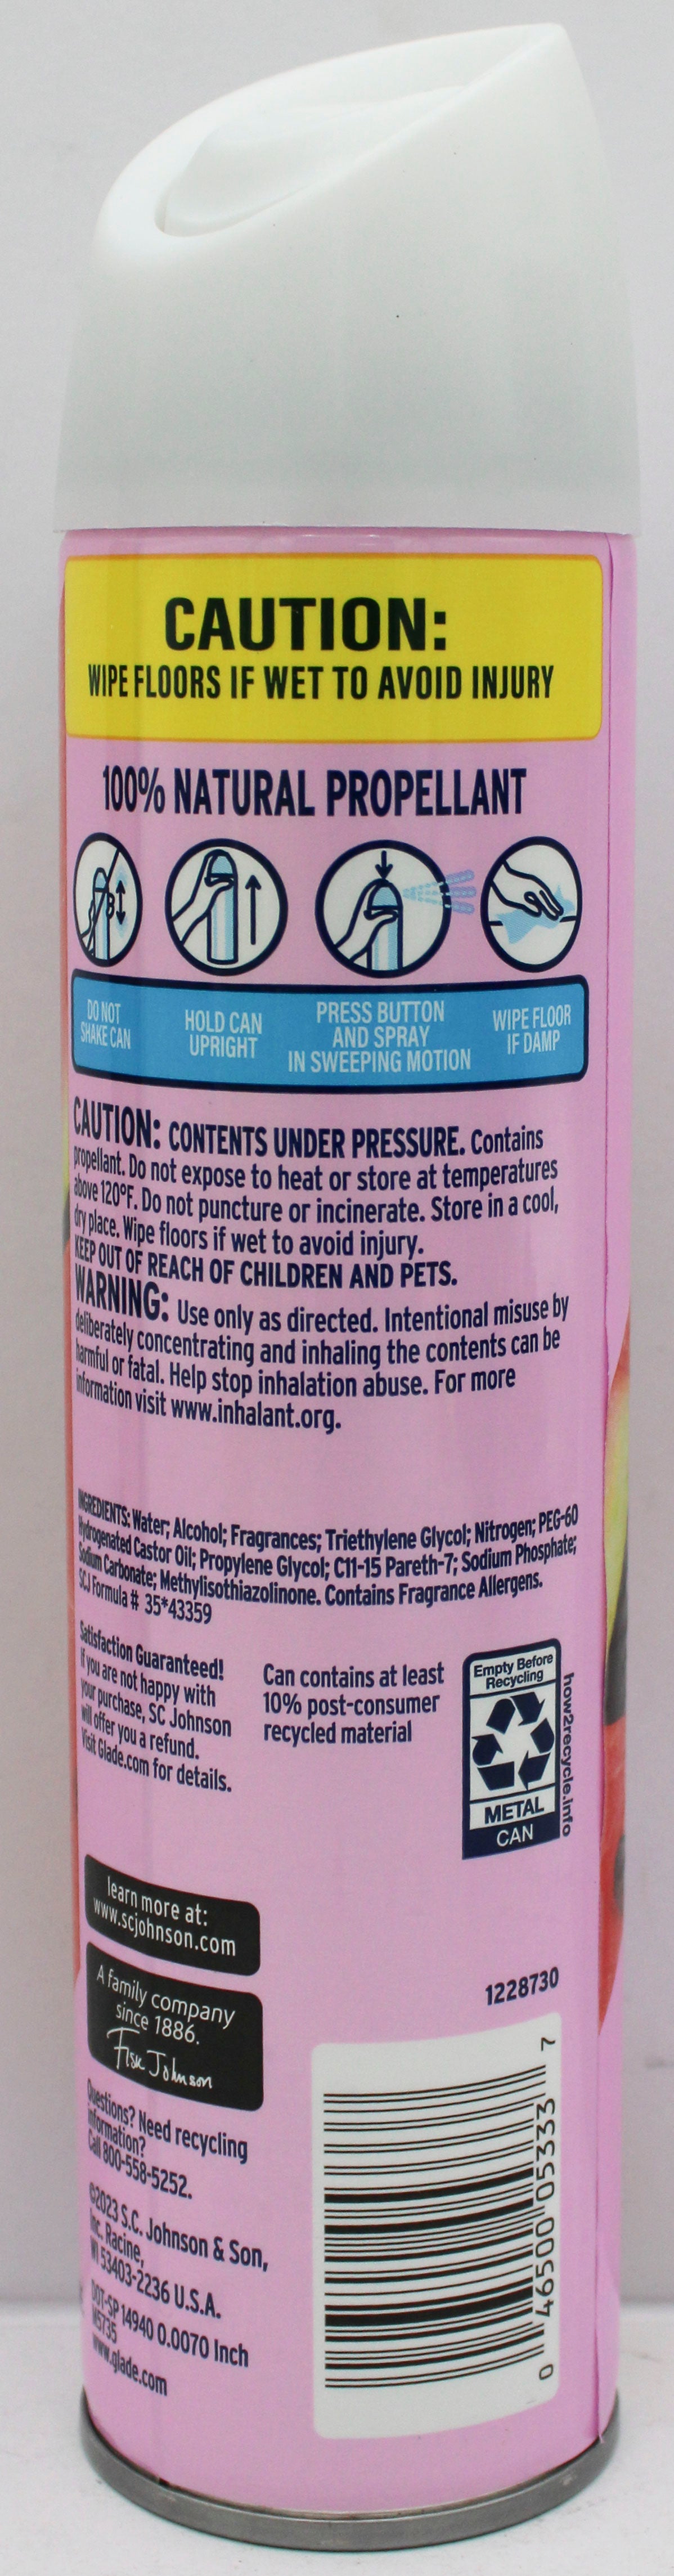 CAUTION:
WIPE FLOORS IF WET TO AVOID INJURY
100% NATURAL PROPELLANT
DO NOT
SHAKE CAN
HOLD CAN
UPRIGHT
PRESS BUTTON
AND SPRAY
IN SWEEPING MOTION
WIPE FLOOR
IF DAMP
CAUTION: CONTENTS UNDER PRESSURE. Contains
propellant. Do not expose to heat or store at temperatures
above 120°F. Do not puncture or incinerate. Store in a cool,
dry place. Wipe floors if wet to avoid injury.
KEEP OUT OF REACH OF CHILDREN AND PETS.
WARNING: Use only as directed. Intentional misuse by
deliberately concentrating and inhaling the contents can be
harmful or fatal. Help stop inhalation abuse. For more
information visit www.inhalant.org.
INGREDIENTS: Water; Alcohol; Fragrances; Triethylene Glycol; Nitrogen; PEG-60
Hydrogenated Castor Oil; Propylene Glycol; C11-15 Pareth-7; Sodium Phosphate;
Sodium Carbonate; Methylisothiazolinone. Contains Fragrance Allergens.
SCJ Formula # 35*43359
Satisfaction Guaranteed!
If you are not happy with
your purchase, SC Johnson
will offer you a refund.
Visit Glade.com for details.
Can contains at least
10% post-consumer
recycled material
Empty Before
Recycling
METAL
CAN
how2recycle.info
learn more at:
www.scjohnson.com
A family company
since 1886.
Fisk Johnson
Questions? Need recycling
information?
Call 800-558-5252.
©2023 S.C. Johnson & Son,
Inc. Racine,
WI 53403-2236 U.S.A.
DOT-SP 14940 0.0070 Inch
M5735
www.glade.com
1228730
0 46500 05333 7